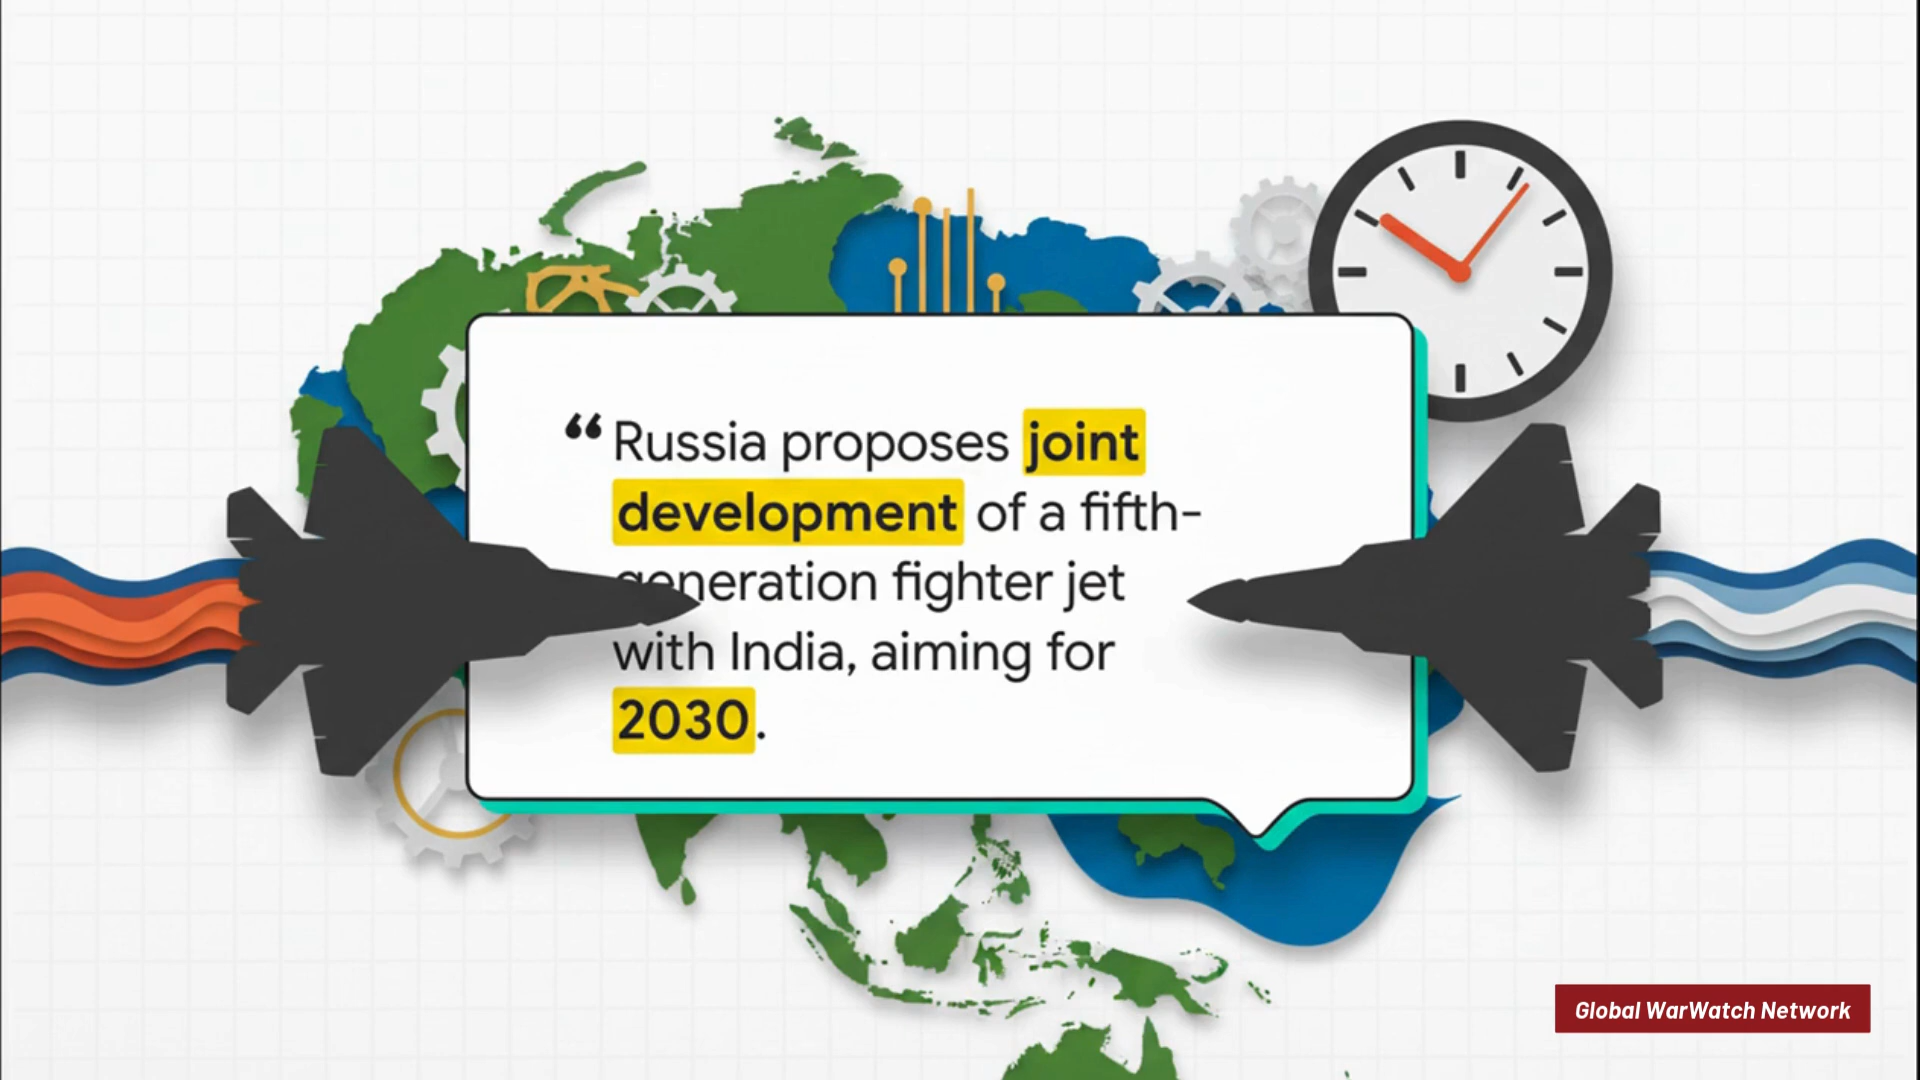 “Russia proposes joint
development of a fifth-
generation fighter jet
with India, aiming for
2030.
Global WarWatch Network